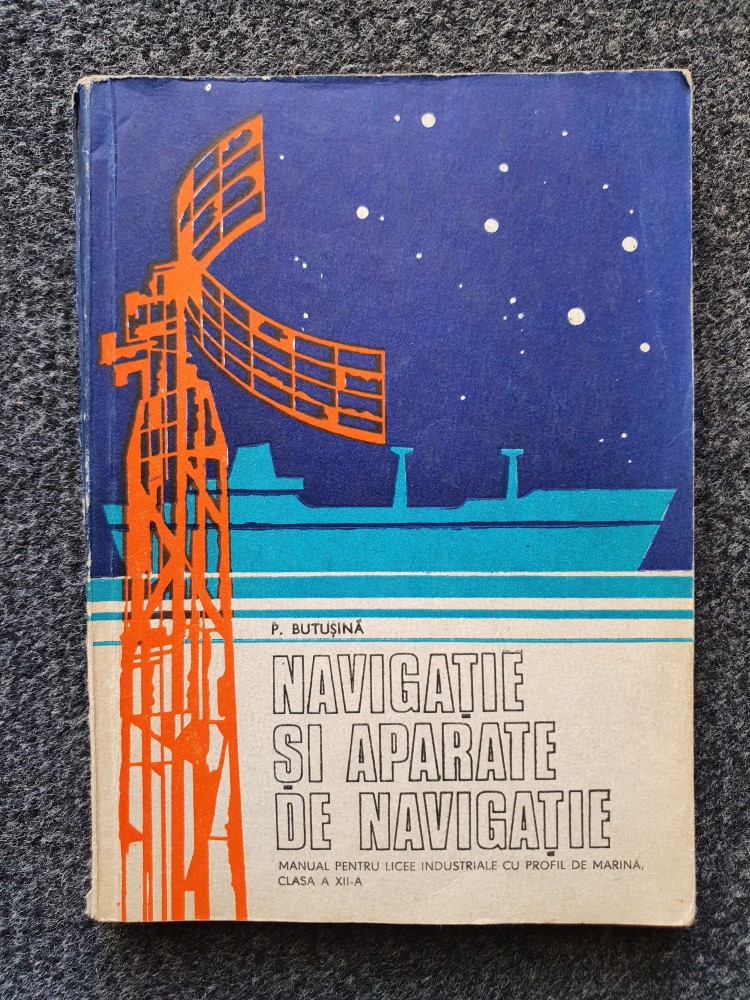 P. BUTUȘINĂ
NAVIGAȚIE
ȘI APARATE
DE NAVIGAȚIE
MANUAL PENTRU LICEE INDUSTRIALE CU PROFIL DE MARINĂ,
CLASA A XII-A